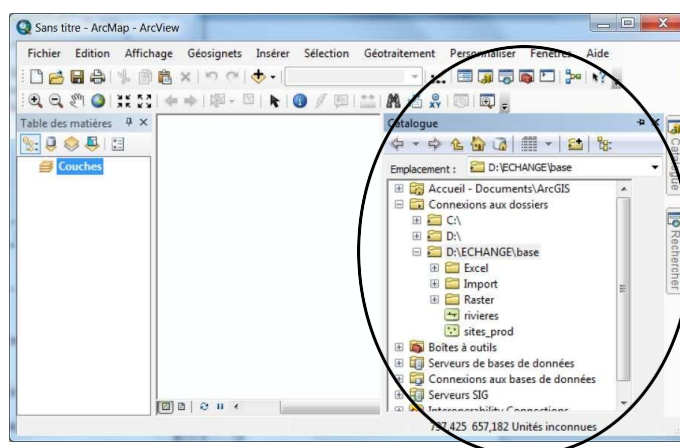 Sans titre - ArcMap - ArcView
Fichier Edition Affichage Géosignets Insérer Sélection Géotraitement Personnaliser Fenêtres Aide
Table des matières
Couches
Catalogue
Emplacement : D:\ECHANGE\base
Accueil - Documents\ArcGIS
Connexions aux dossiers
C:\
D:\
D:\ECHANGE\base
Excel
Import
Raster
rivieres
sites_prod
Boîtes à outils
Serveurs de bases de données
Connexions aux bases de données
Serveurs SIG
Interoperability Connections
Catalogue
Rechercher
797,425 657,182 Unités inconnues